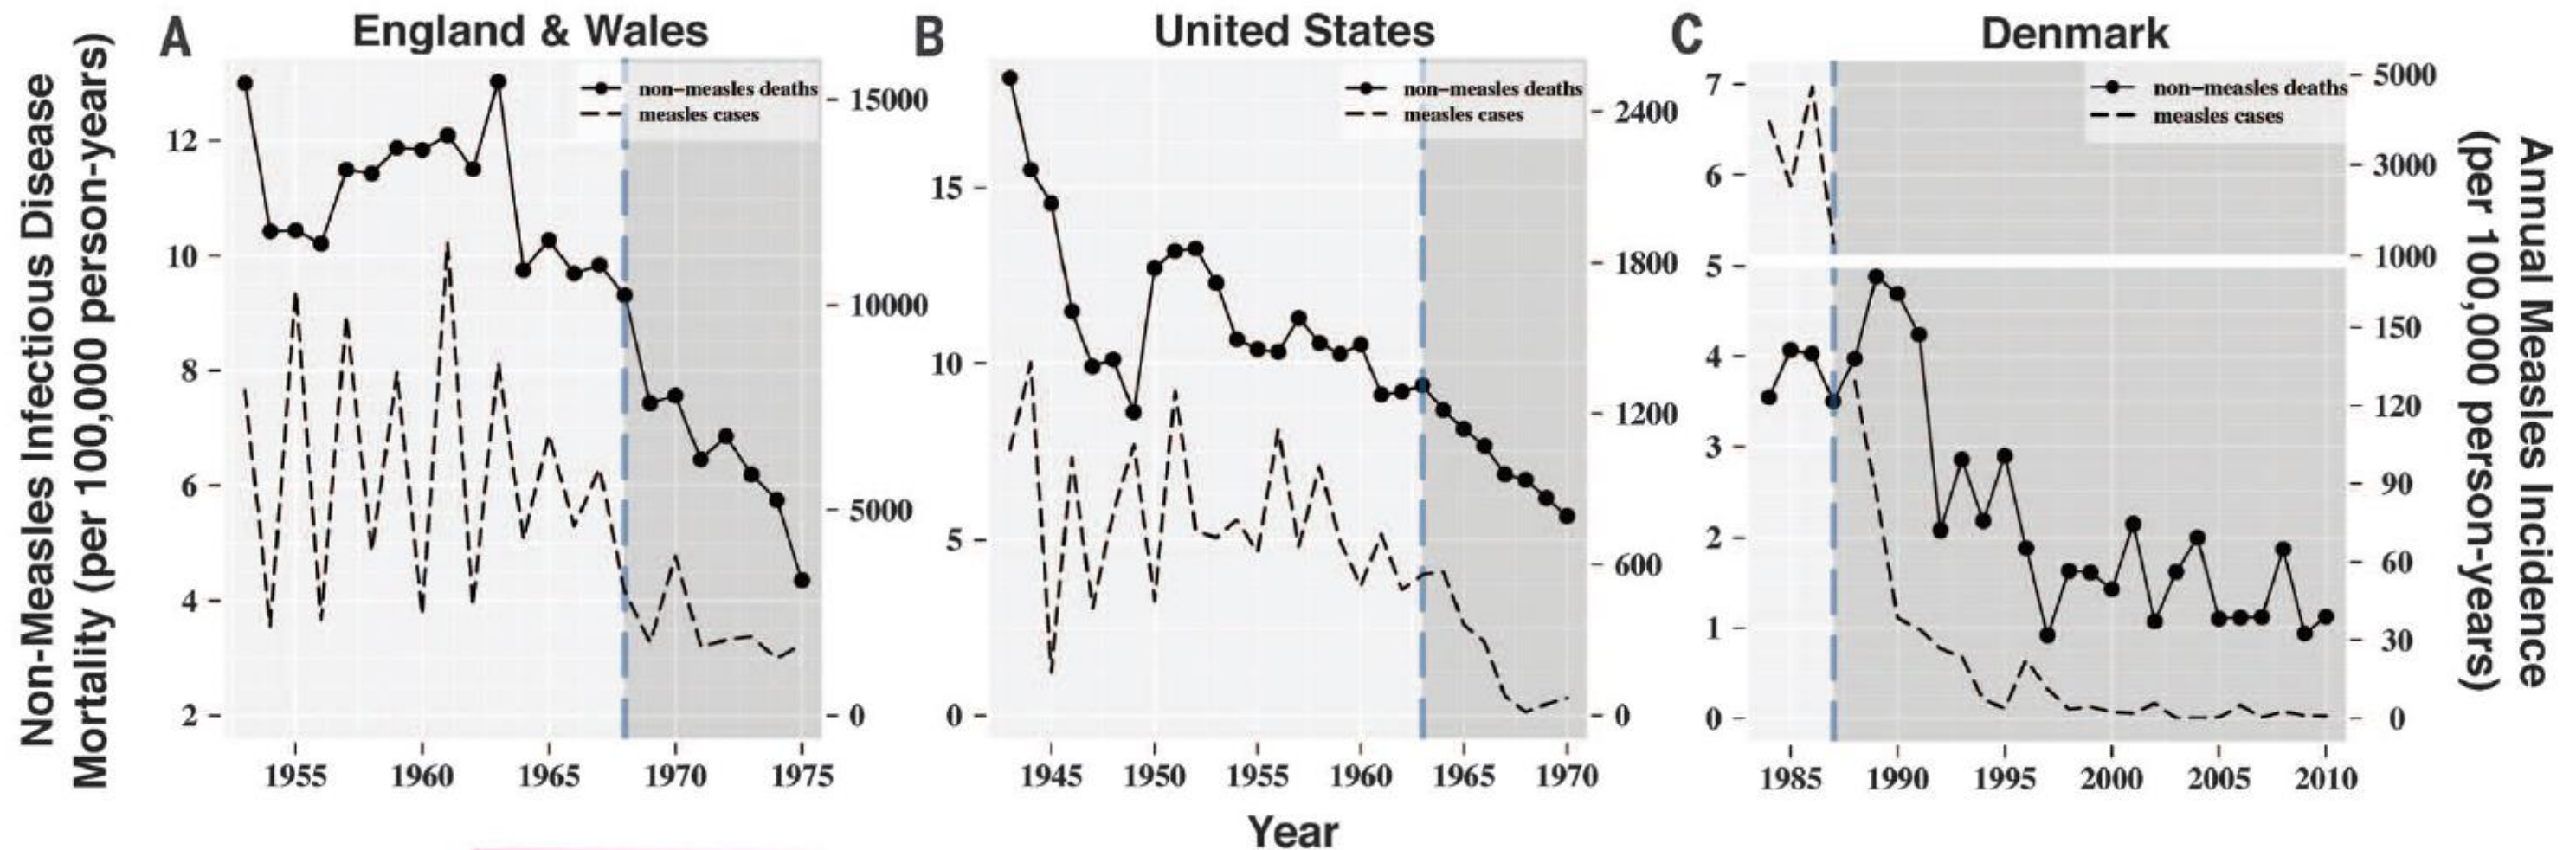 A England & Wales
B United States
C Denmark
Non-Measles Infectious Disease
Mortality (per 100,000 person-years)
12
10
8
6
4
2
non-measles deaths
measles cases
15000
10000
5000
0
1955 1960 1965 1970 1975
15
10
5
0
non-measles deaths
measles cases
2400
1800
1200
600
0
1945 1950 1955 1960 1965 1970
7
6
5
4
3
2
1
0
non-measles deaths
measles cases
5000
3000
1000
150
120
90
60
30
0
1985 1990 1995 2000 2005 2010
Annual Measles Incidence
(per 100,000 person-years)
Year